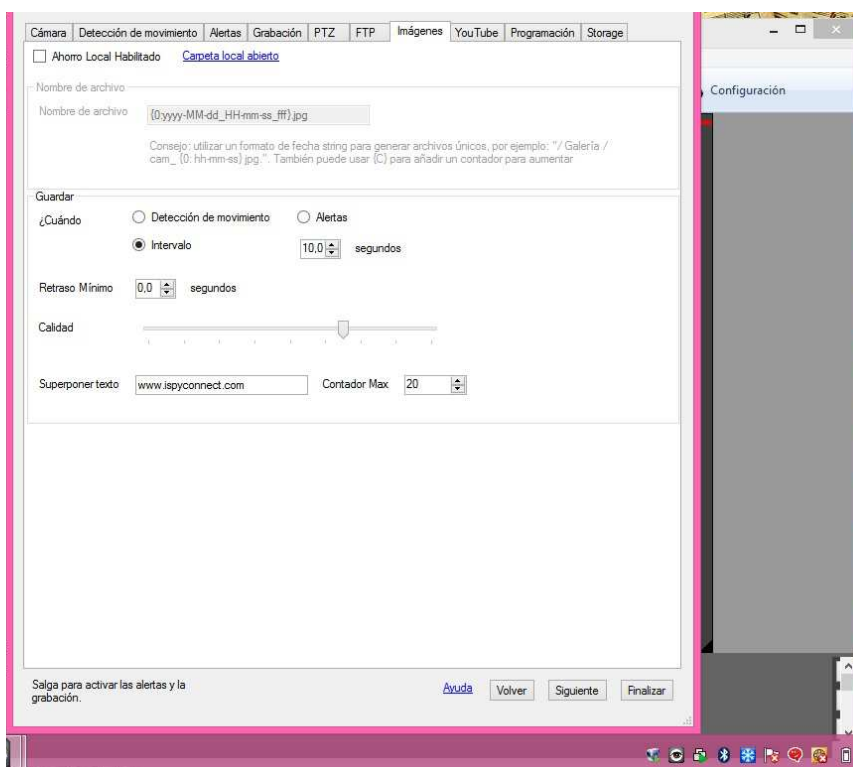 Cámara Detección de movimiento Alertas Grabación PTZ FTP Imágenes YouTube Programación Storage
Ahorro Local Habilitado Carpeta local abierto
Configuración
Nombre de archivo
Nombre de archivo {0:yyyy-MM-dd_HH-mm-ss_fff}.jpg
Consejo: utilizar un formato de fecha string para generar archivos únicos, por ejemplo: "/ Galería /
cam_ {0: hh-mm-ss} jpg.". También puede usar {C} para añadir un contador para aumentar
Guardar
¿Cuándo Detección de movimiento Alertas
Intervalo 10,0 segundos
Retraso Mínimo 0,0 segundos
Calidad
Superponer texto www.ispyconnect.com Contador Max 20
Salga para activar las alertas y la
grabación.
Ayuda Volver Siguiente Finalizar